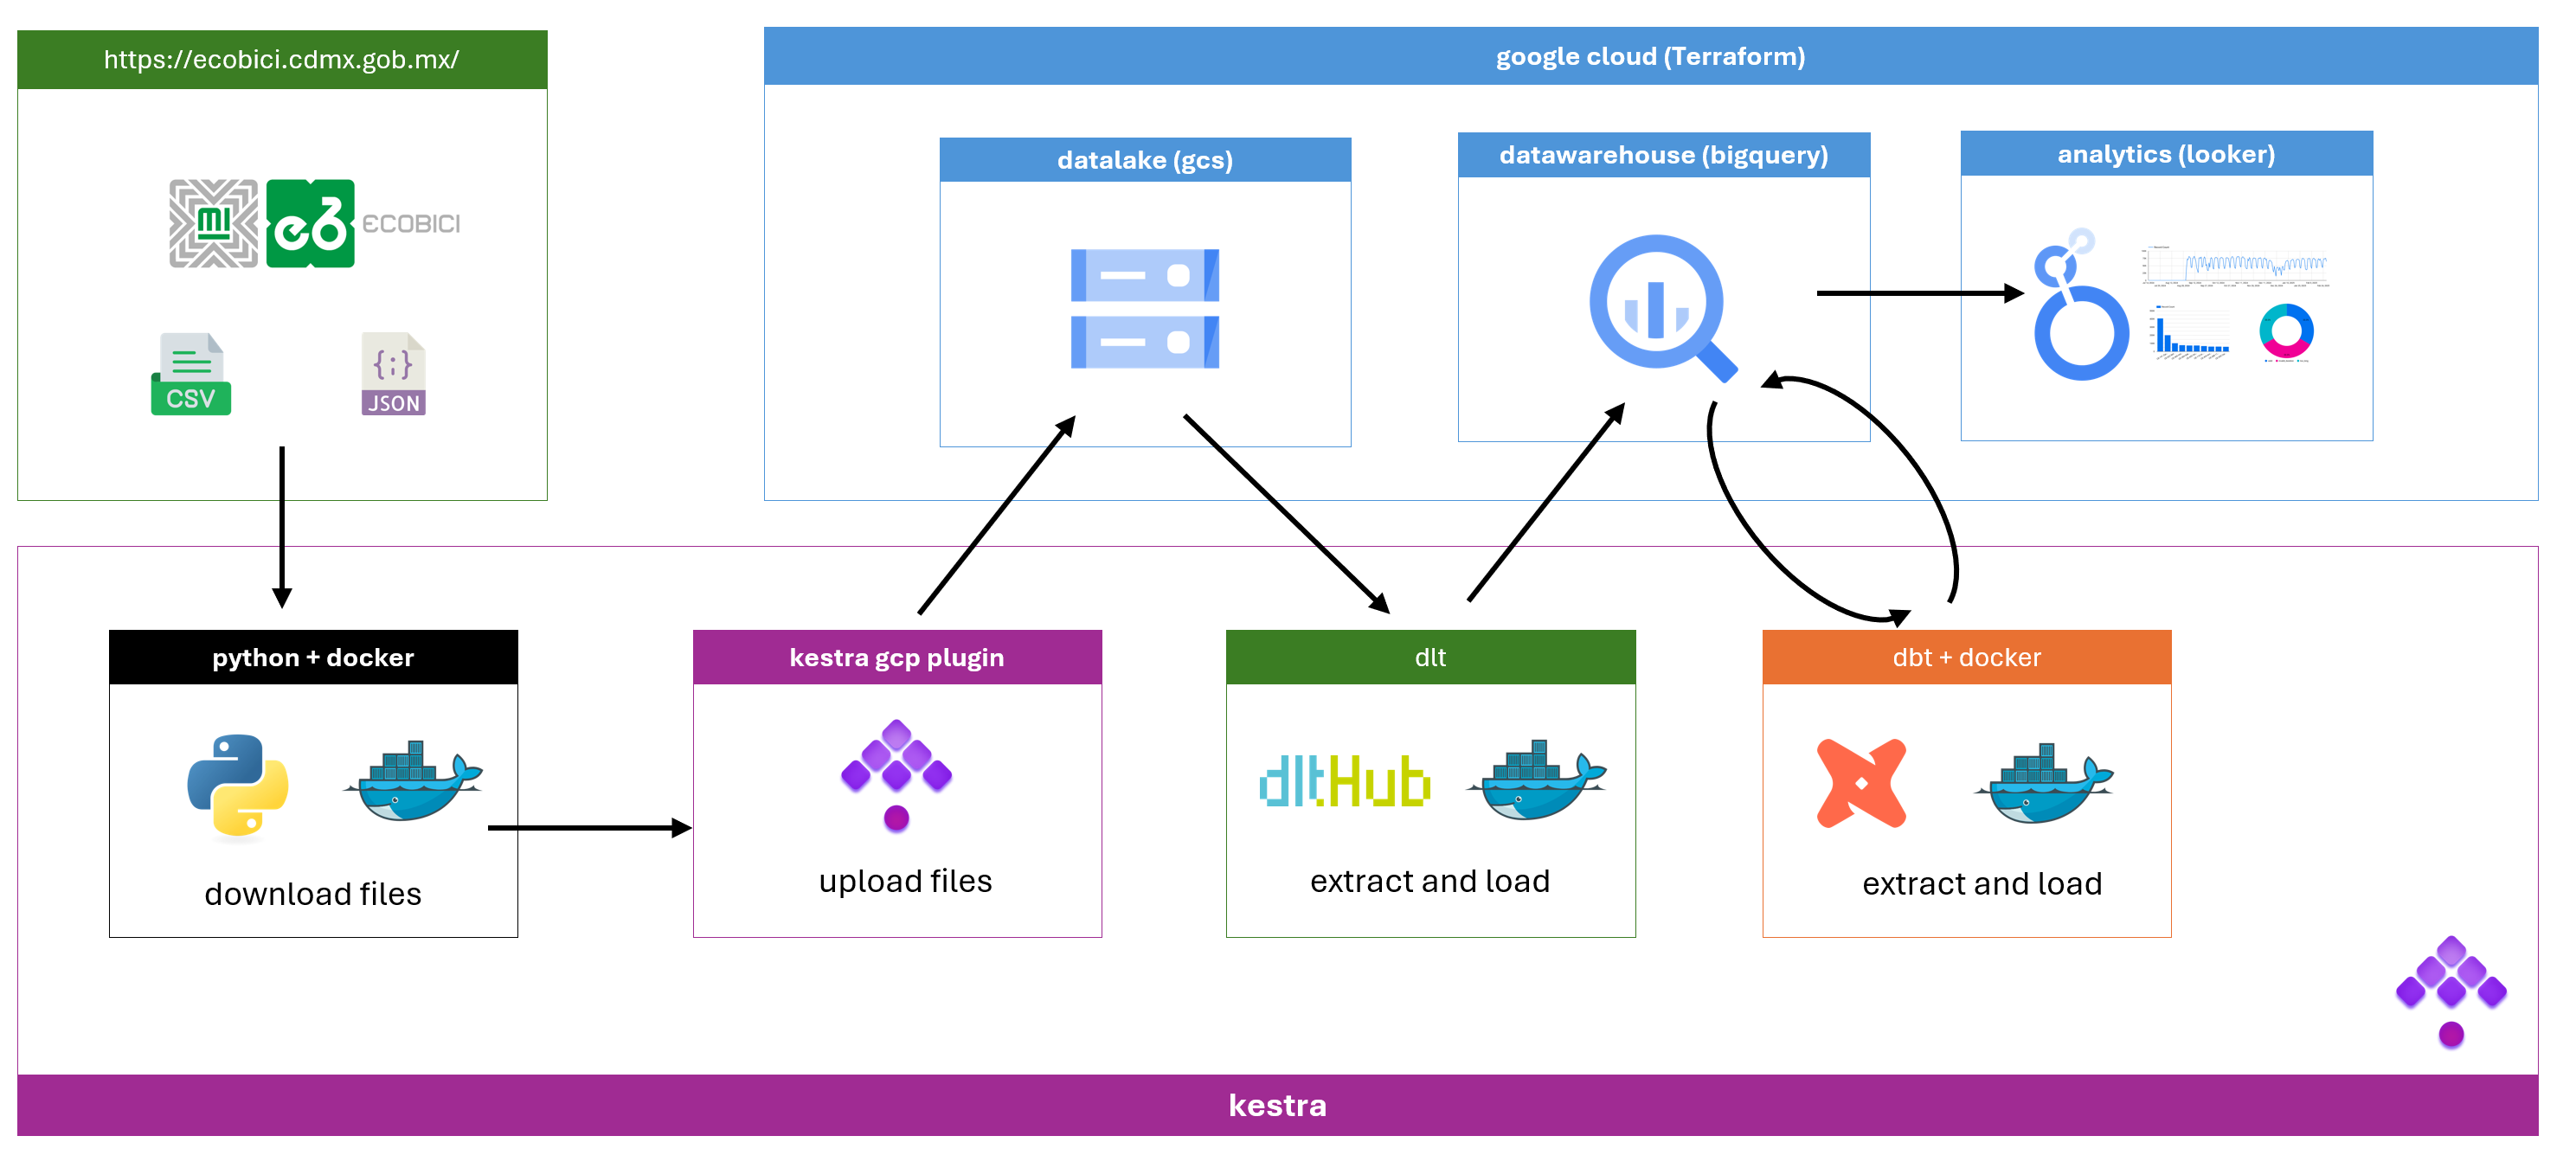 https://ecobici.cdmx.gob.mx/
google cloud (Terraform)
datalake (gcs)
datawarehouse (bigquery)
analytics (looker)
ECOBICI
CSV
JSON
python + docker
kestra gcp plugin
dlt
dbt + docker
dltHub
download files
upload files
extract and load
extract and load
kestra